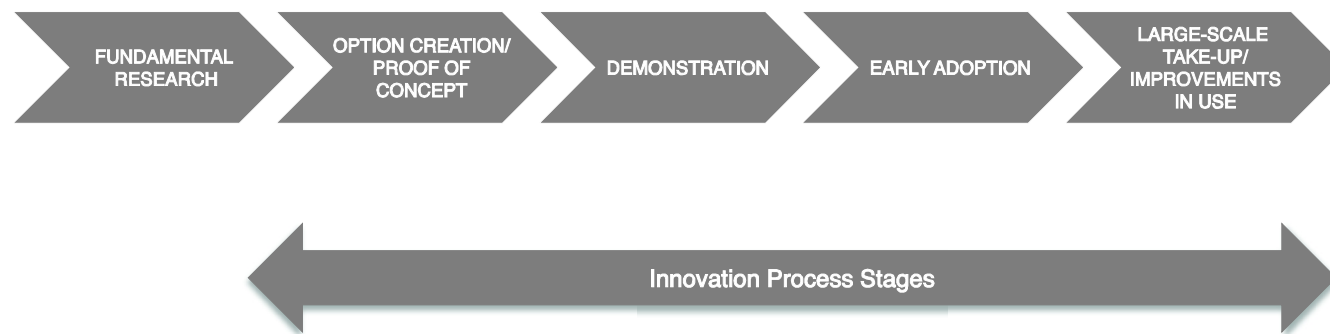 FUNDAMENTAL
RESEARCH
OPTION CREATION/
PROOF OF
CONCEPT
DEMONSTRATION
EARLY ADOPTION
LARGE-SCALE
TAKE-UP/
IMPROVEMENTS
IN USE
Innovation Process Stages